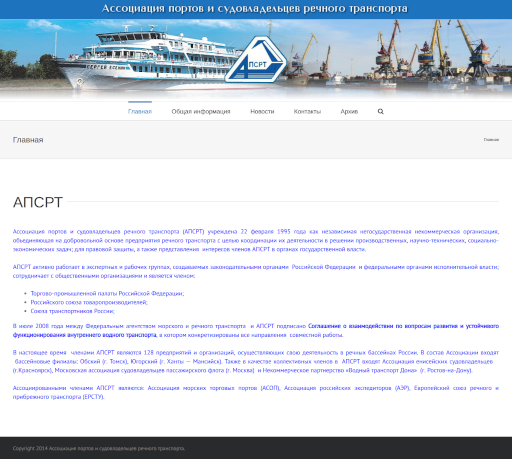 Ассоциация портов и судовладельцев речного транспорта
СЕРГЕЙ ЕСЕНИН
АПСРТ
Главная
Общая информация
Новости
Контакты
Архив
Главная
Главная
АПСРТ
Ассоциация портов и судовладельцев речного транспорта (АПСРТ) учреждена 22 февраля 1995 года как независимая негосударственная некоммерческая организация,
объединяющая на добровольной основе предприятия речного транспорта с целью координации их деятельности в решении производственных, научно-технических, социально-
экономических задач; для правовой защиты, а также представления интересов членов АПСРТ в органах государственной власти.
АПСРТ активно работает в экспертных и рабочих группах, создаваемых законодательными органами Российской Федерации и федеральными органами исполнительной власти;
сотрудничает с общественными организациями и является членом:
Торгово-промышленной палаты Российской Федерации;
Российского союза товаропроизводителей;
Союза транспортников России;
В июле 2008 года между Федеральным агентством морского и речного транспорта и АПСРТ подписано Соглашение о взаимодействии по вопросам развития и устойчивого
функционирования внутреннего водного транспорта, в котором конкретизированы все направления совместной работы.
В настоящее время членами АПСРТ являются 128 предприятий и организаций, осуществляющих свою деятельность в речных бассейнах России. В состав Ассоциации входят
бассейновые филиалы: Обский (г. Томск), Югорский (г. Ханты — Мансийск). Также в качестве коллективных членов в АПСРТ входят Ассоциация енисейских судовладельцев
(г.Красноярск), Московская ассоциация судовладельцев пассажирского флота (г. Москва) и Некоммерческое партнерство «Водный транспорт Дона» (г. Ростов-на-Дону).
Ассоциированными членами АПСРТ являются: Ассоциация морских торговых портов (АСОП), Ассоциация российских экспедиторов (АЭР), Европейский союз речного и
прибрежного транспорта (ЕРСТУ).
Copyright 2014 Ассоциация портов и судовладельцев речного транспорта.